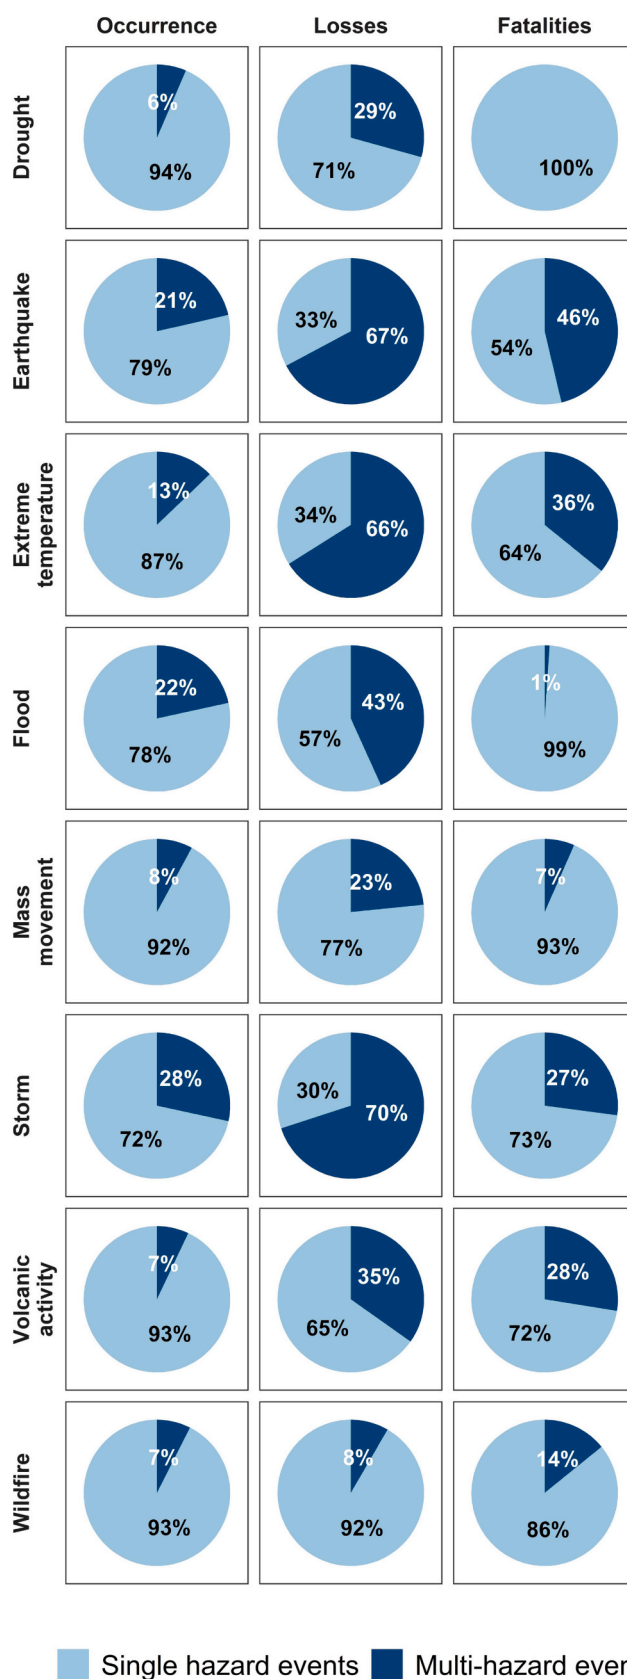 Occurrence Losses Fatalities
Drought
6% 94%
29% 71%
100%
Earthquake
21% 79%
33% 67%
46% 54%
Extreme
temperature
13% 87%
34% 66%
36% 64%
Flood
22% 78%
43% 57%
1% 99%
Mass
movement
8% 92%
23% 77%
7% 93%
Storm
28% 72%
30% 70%
27% 73%
Volcanic
activity
7% 93%
35% 65%
28% 72%
Wildfire
7% 93%
8% 92%
14% 86%
Single hazard events Multi-hazard ever